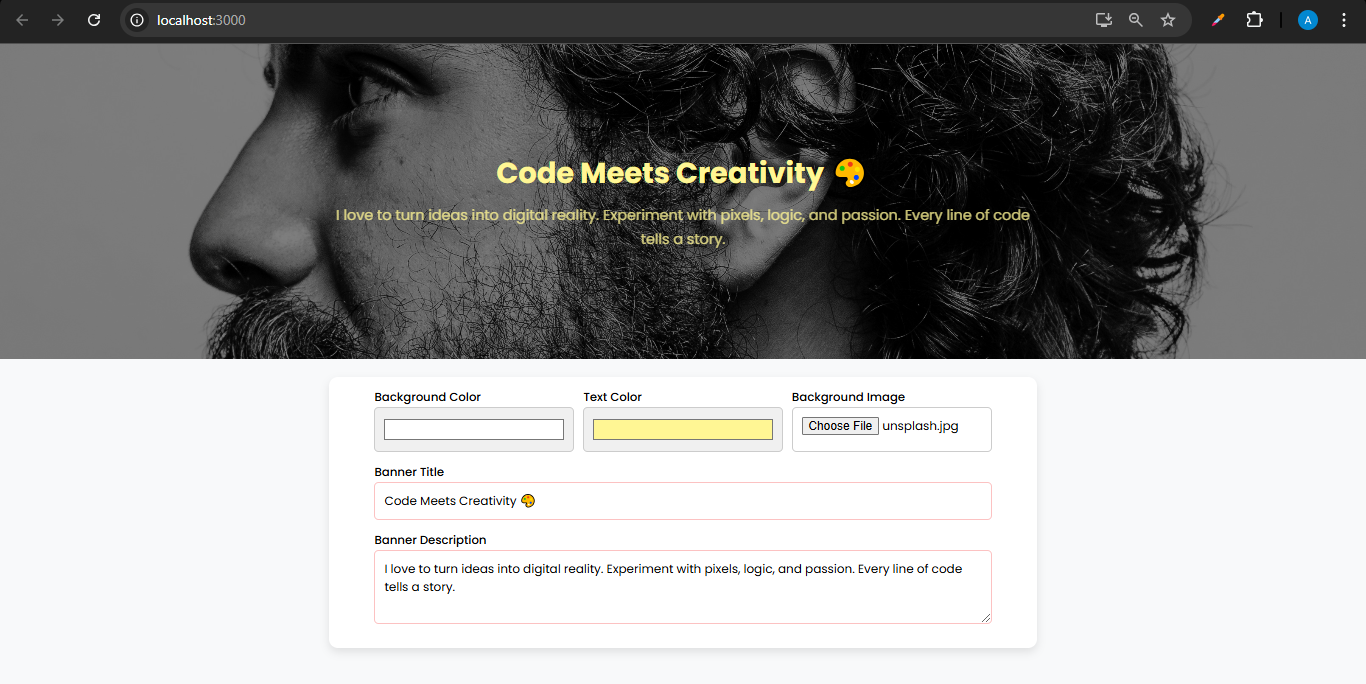 localhost:3000
A
Code Meets Creativity 🎨
I love to turn ideas into digital reality. Experiment with pixels, logic, and passion. Every line of code
tells a story.
Background Color
Text Color
Background Image
Choose File unsplash.jpg
Banner Title
Code Meets Creativity 🎨
Banner Description
I love to turn ideas into digital reality. Experiment with pixels, logic, and passion. Every line of code
tells a story.